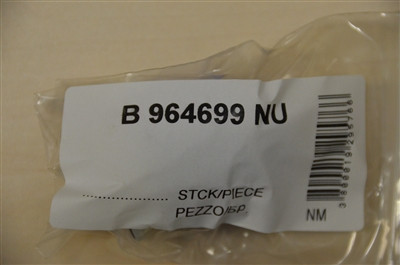 B 964699 NU
.................... STCK/PIECE
PEZZO/
NM